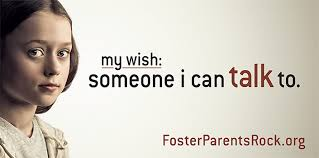 my wish:
someone i can talk to.
FosterParentsRock.org